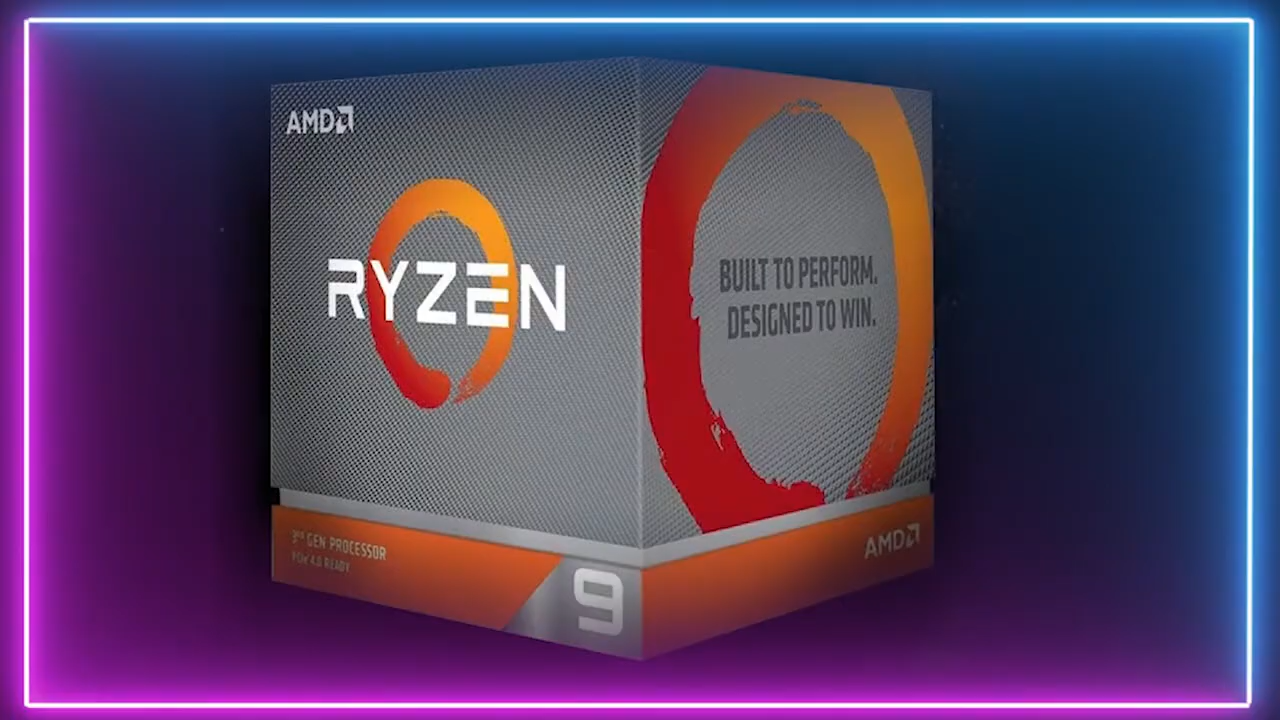 AMD
RYZEN
3rd GEN PROCESSOR
PCIe 4.0 READY
9
BUILT TO PERFORM.
DESIGNED TO WIN.
AMD